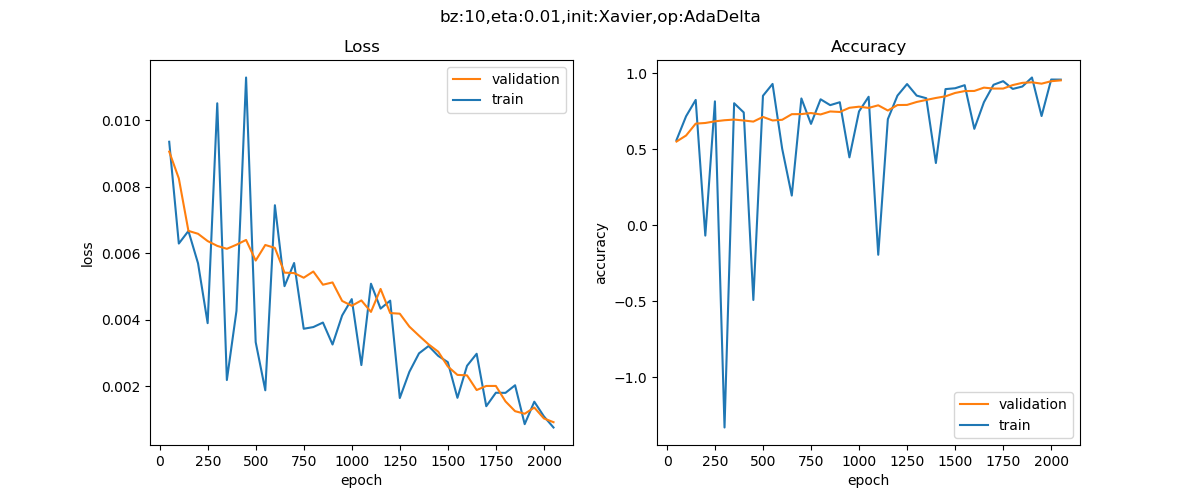 bz:10,eta:0.01,init:Xavier,op:AdaDelta
Loss
validation
train
0.010
0.008
0.006
0.004
0.002
loss
0 250 500 750 1000 1250 1500 1750 2000
epoch
Accuracy
1.0
0.5
0.0
−0.5
−1.0
accuracy
validation
train
0 250 500 750 1000 1250 1500 1750 2000
epoch